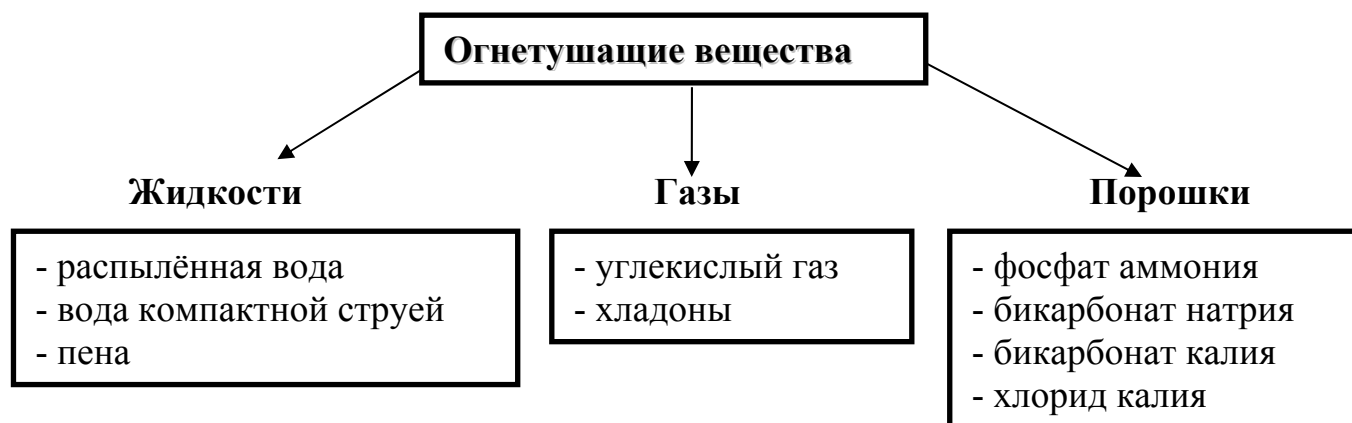 Огнетушащие вещества
Жидкости
- распылённая вода
- вода компактной струей
- пена
Газы
- углекислый газ
- хладоны
Порошки
- фосфат аммония
- бикарбонат натрия
- бикарбонат калия
- хлорид калия